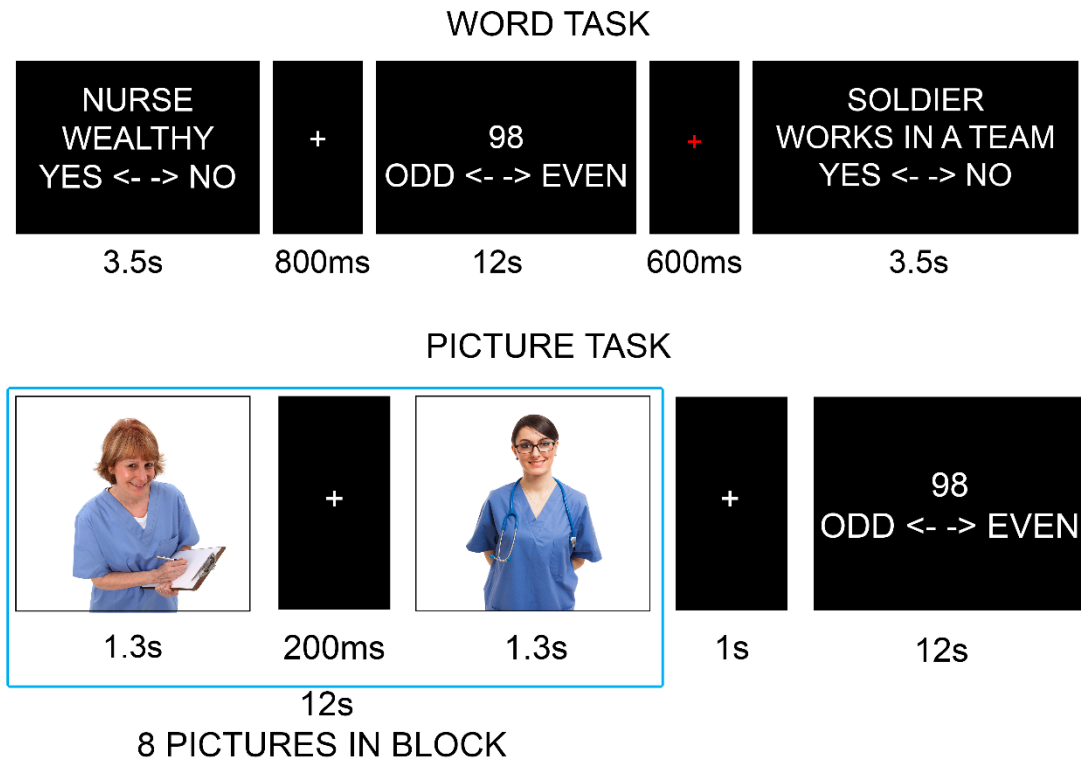 WORD TASK
NURSE
WEALTHY
YES <- -> NO
+
98
ODD <- -> EVEN
+
SOLDIER
WORKS IN A TEAM
YES <- -> NO
3.5s
800ms
12s
600ms
3.5s
PICTURE TASK
+
+
98
ODD <- -> EVEN
1.3s
200ms
1.3s
1s
12s
12s
8 PICTURES IN BLOCK